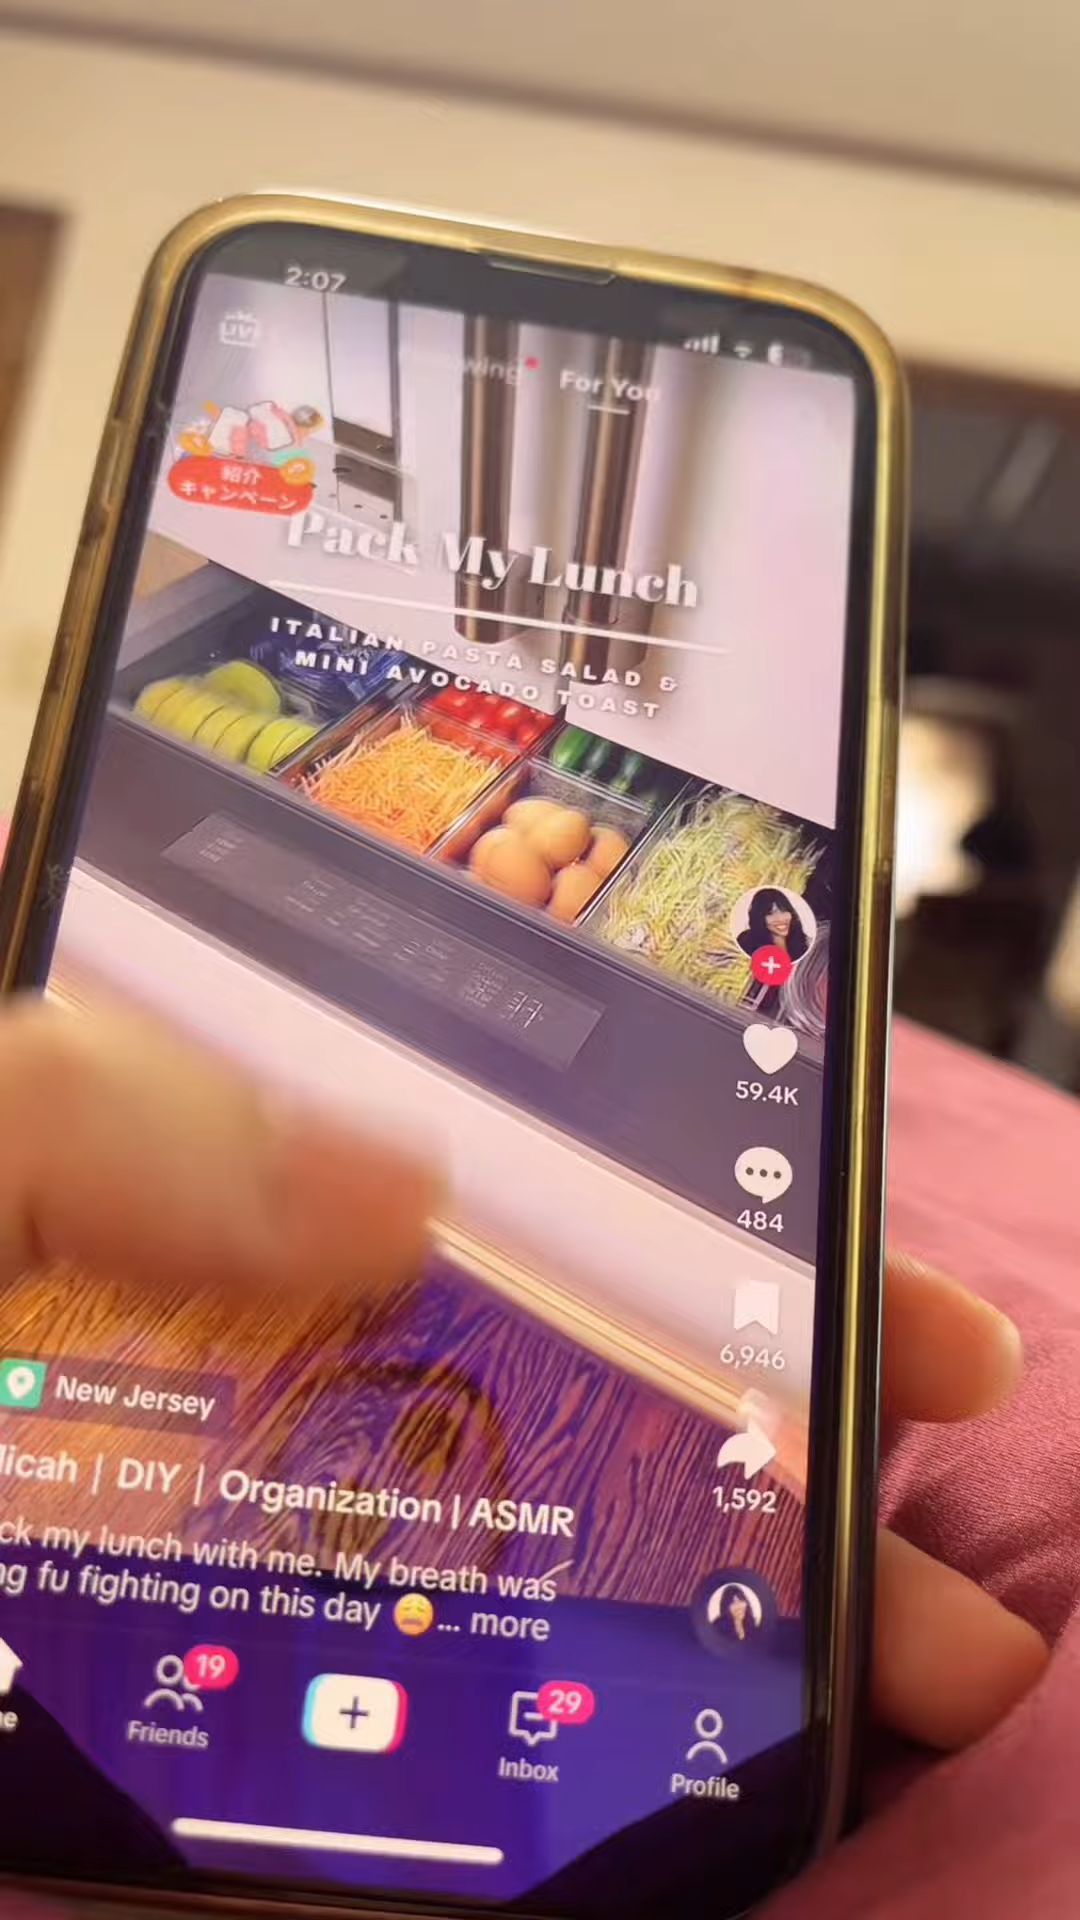 2:07
LIVE
For You
紹介
キャンペーン
Pack My Lunch
ITALIAN PASTA SALAD &
MINI AVOCADO TOAST
59.4K
484
6,946
1,592
New Jersey
icah | DIY | Organization | ASMR
ck my lunch with me. My breath was
ng fu fighting on this day 😩... more
19
29
Friends
Inbox
Profile